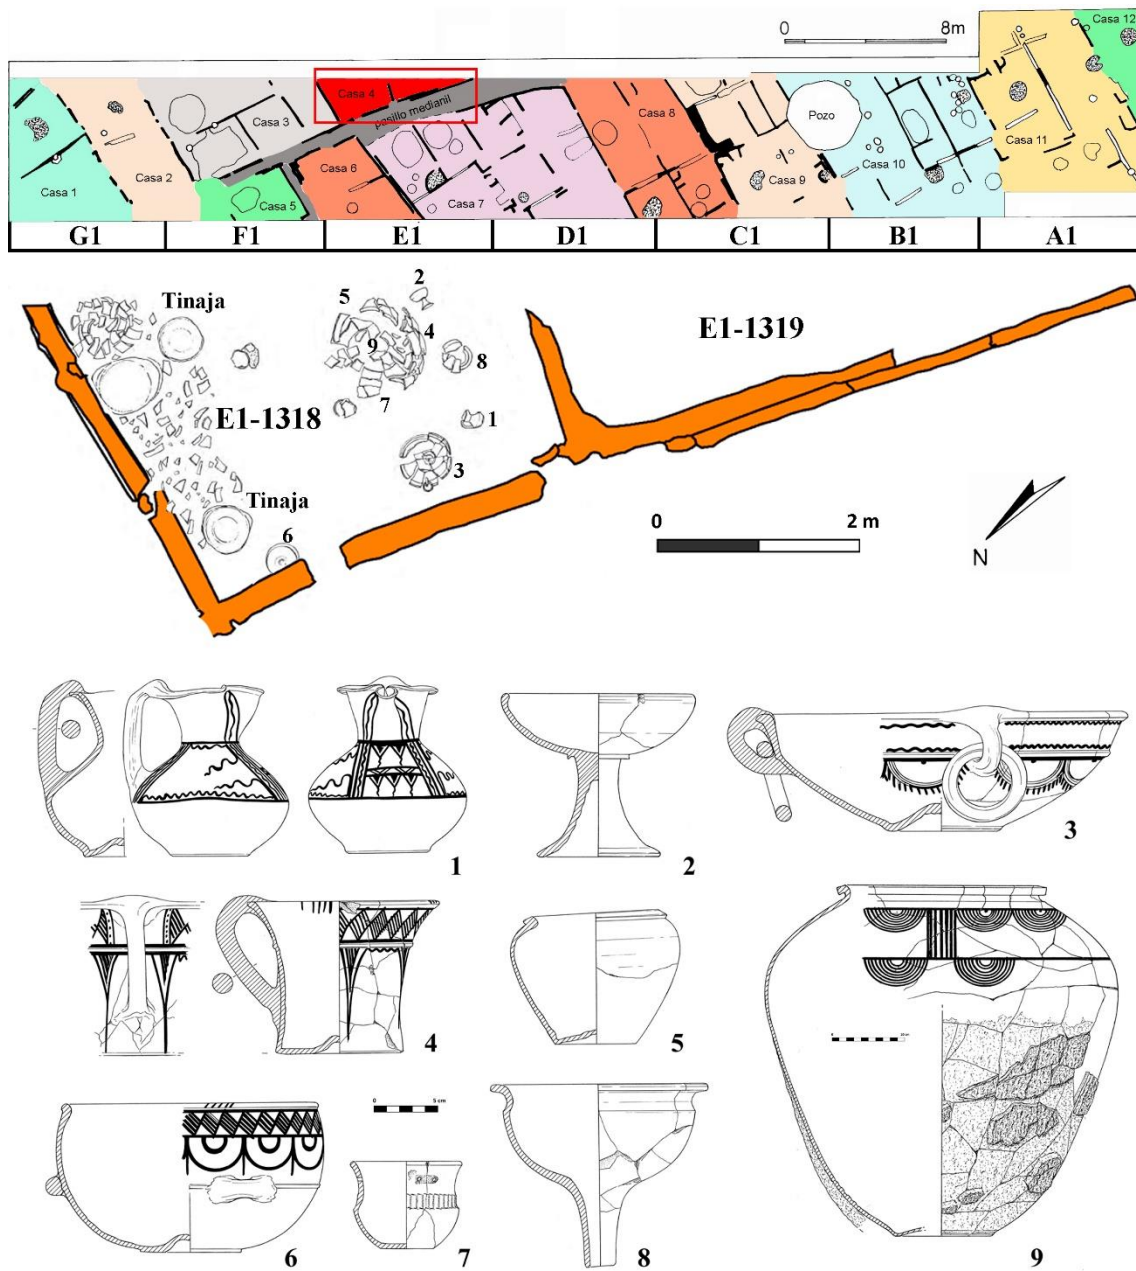 0 8m
Casa 12
Casa 4
pasillo medianil
Casa 3
Casa 8
Pozo
Casa 11
Casa 1
Casa 2
Casa 6
Casa 10
Casa 5
Casa 7
Casa 9
G1 F1 E1 D1 C1 B1 A1
Tinaja
2
5
4
9
8
E1-1319
7
E1-1318
1
3
Tinaja
6
0 2 m
N
1
2
3
4
5
0 5 cm
6
7
8
9